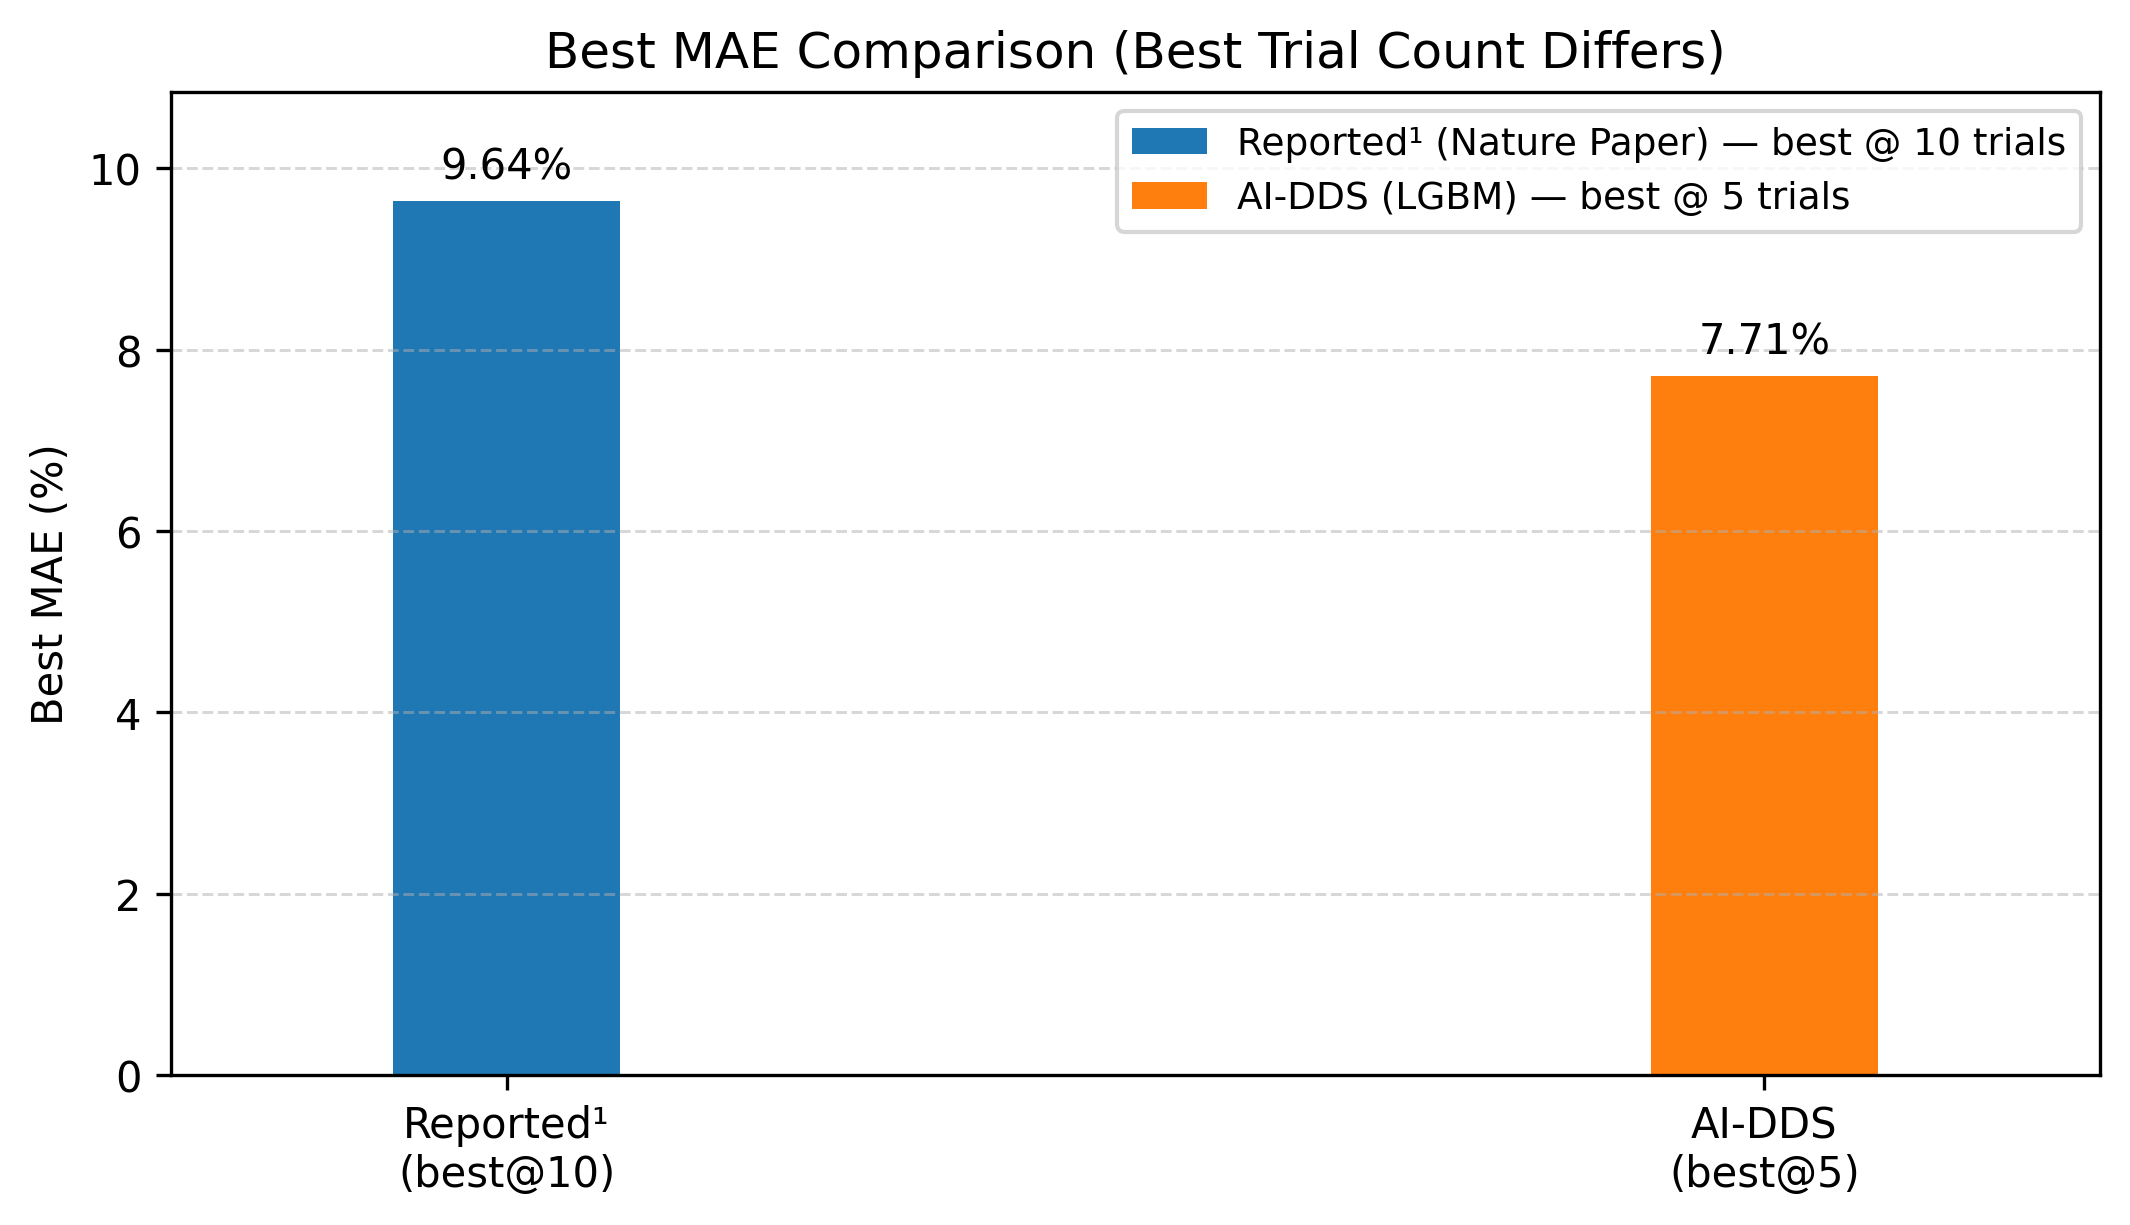 Best MAE Comparison (Best Trial Count Differs)
Reported¹ (Nature Paper) — best @ 10 trials
AI-DDS (LGBM) — best @ 5 trials
9.64%
7.71%
Best MAE (%)
10
8
6
4
2
0
Reported¹
(best@10)
AI-DDS
(best@5)